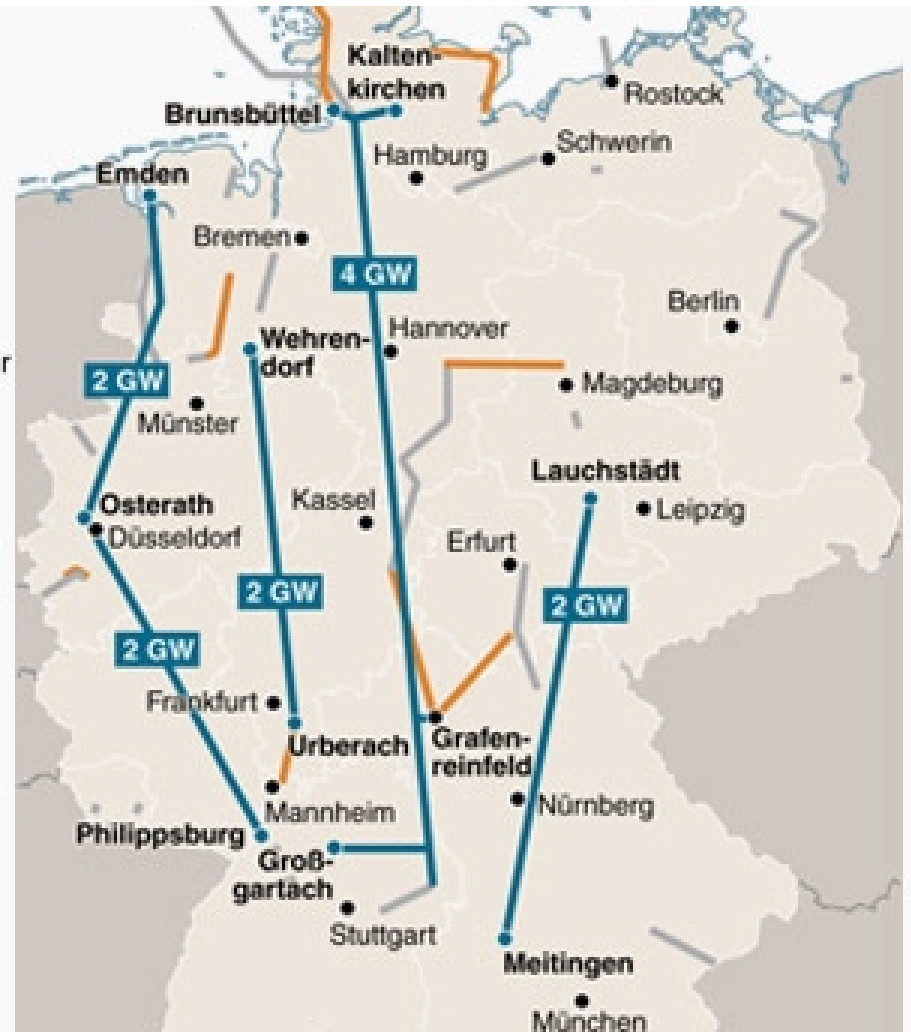 Kalten-
kirchen
Brunsbüttel
Rostock
Hamburg
Schwerin
Emden
Bremen
4 GW
Berlin
Wehren-
dorf
Hannover
r
2 GW
Magdeburg
Münster
Lauchstädt
Osterath
Kassel
Leipzig
Düsseldorf
Erfurt
2 GW
2 GW
2 GW
Frankfurt
Urberach
Grafen-
reinfeld
Mannheim
Nürnberg
Philippsburg
Groß-
gartach
Stuttgart
Meitingen
München